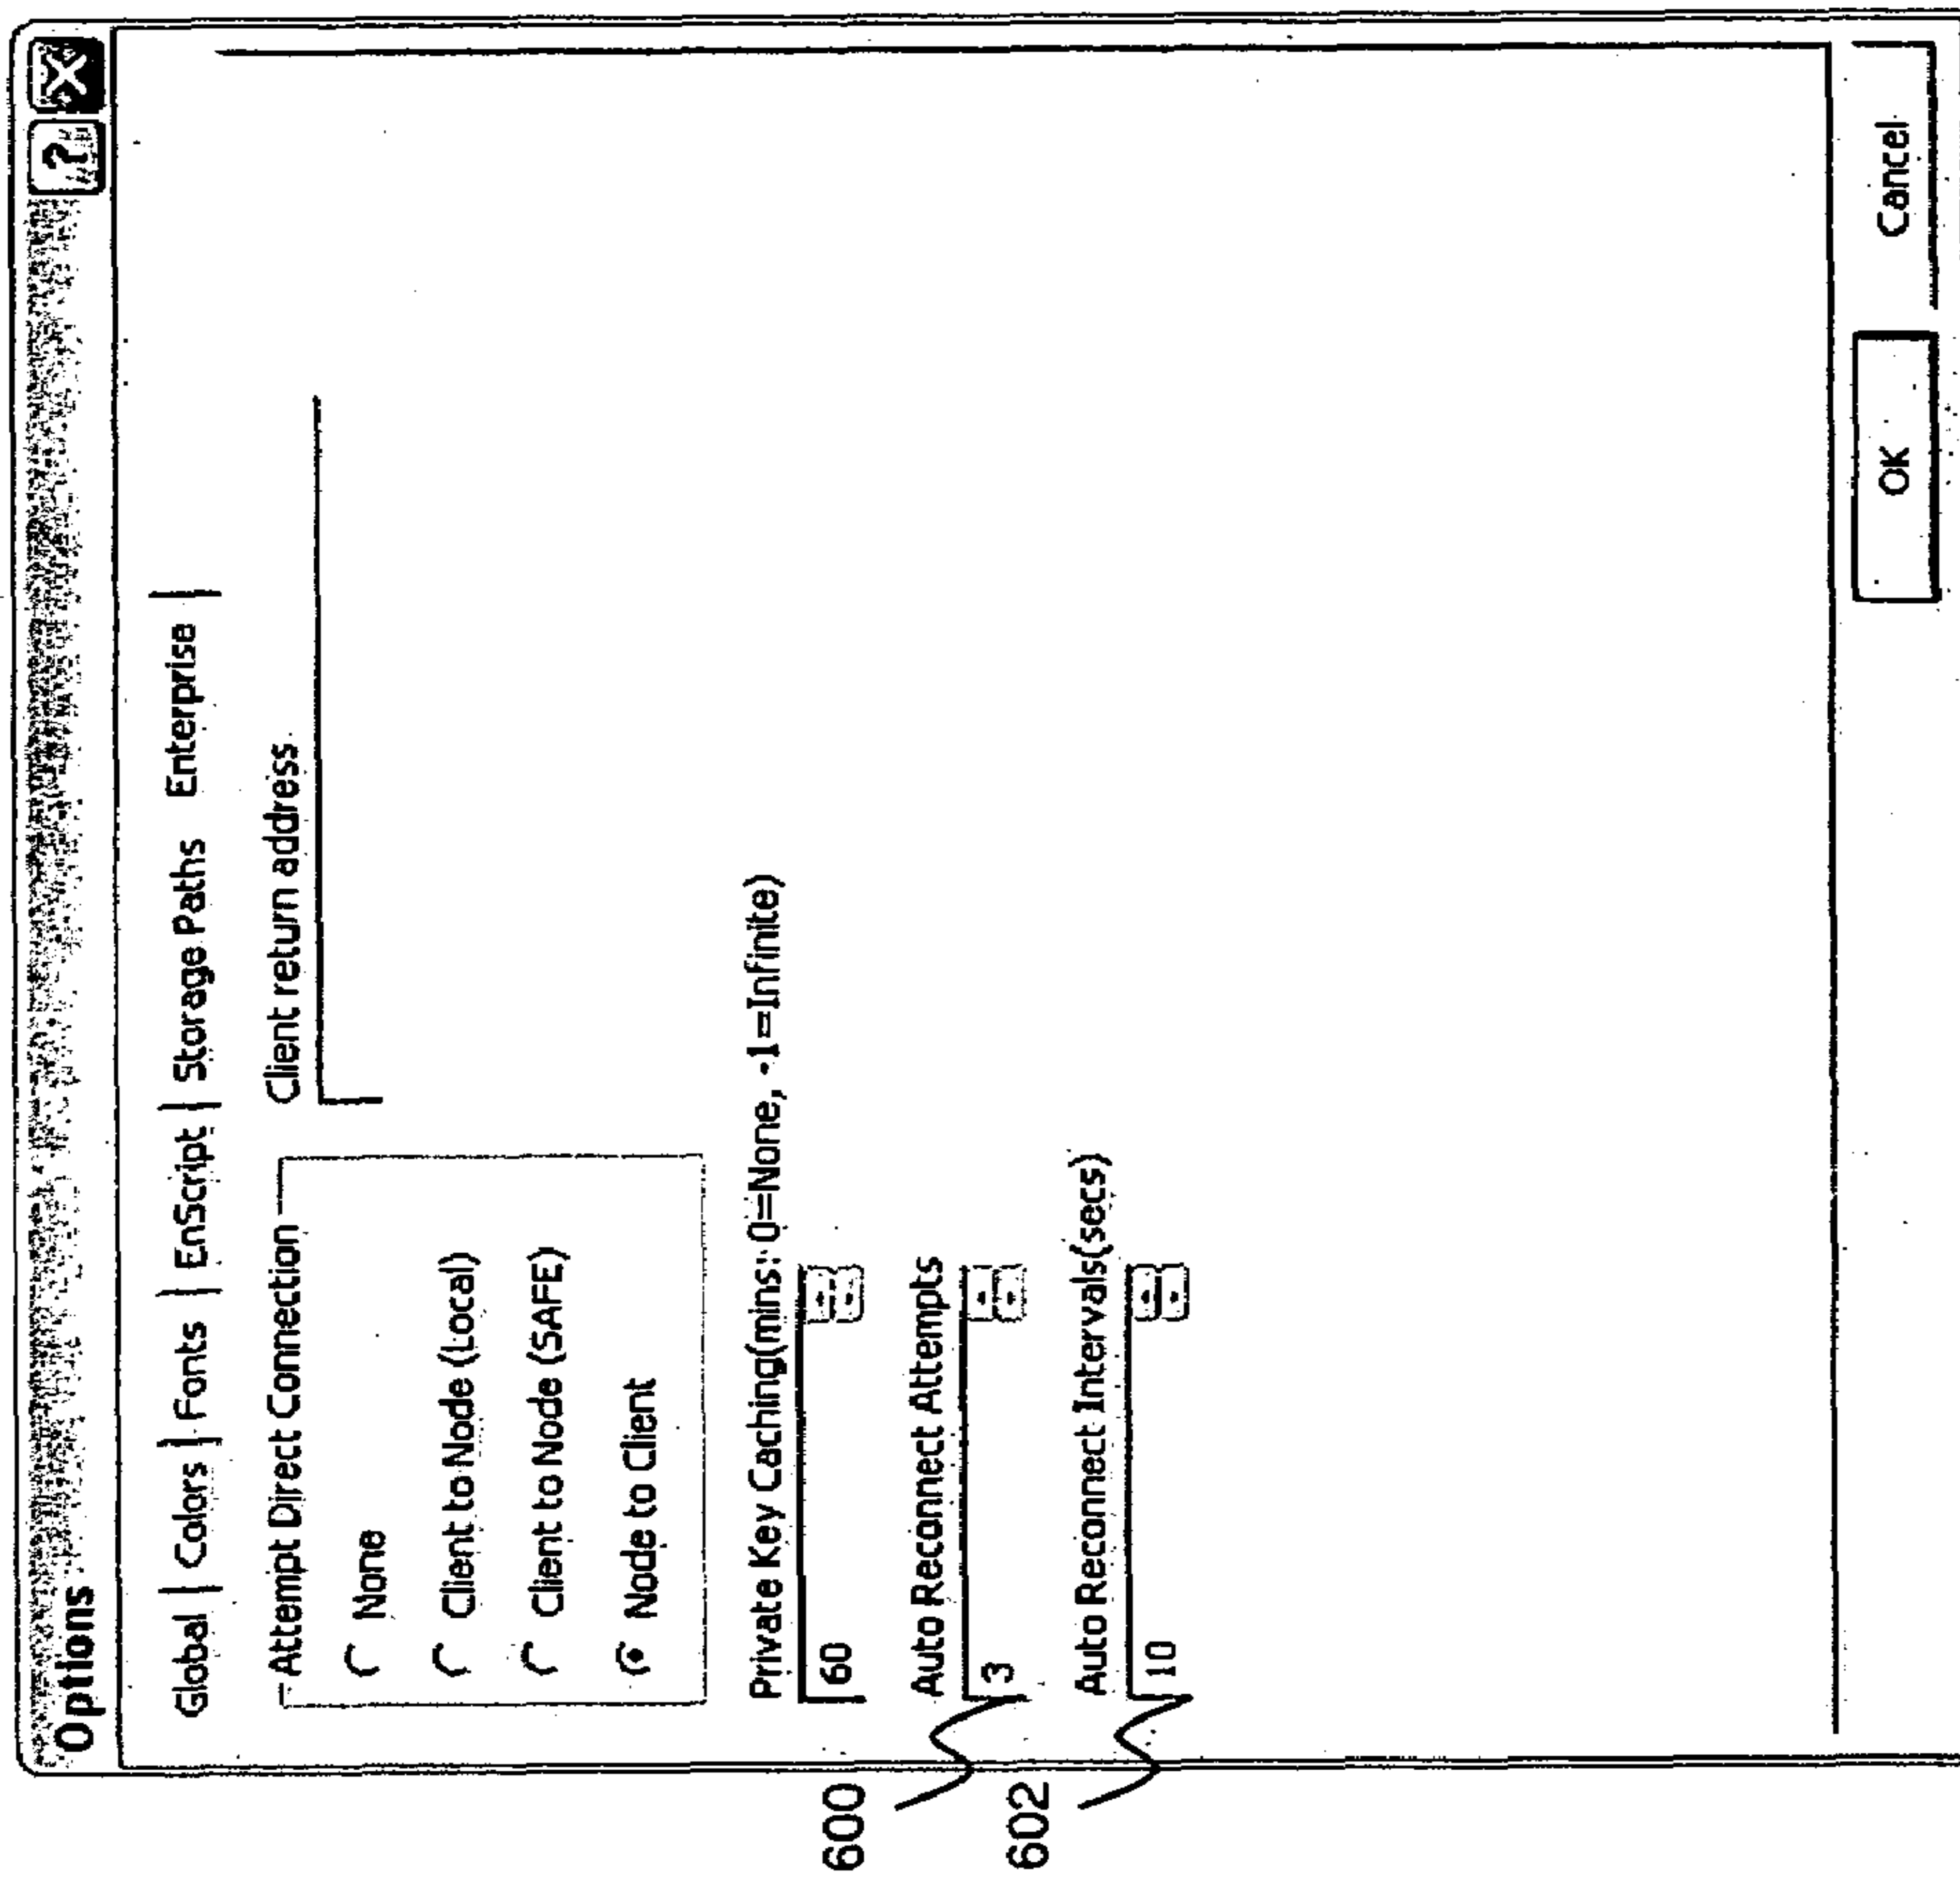 Options ? X
Global | Colors | Fonts | EnScript | Storage Paths Enterprise |
Attempt Direct Connection
Client return address
None
Client to Node (Local)
Client to Node (SAFE)
Node to Client
Private Key Caching(mins: 0=None, -1=Infinite)
60
Auto Reconnect Attempts
600
3
Auto Reconnect Intervals(secs)
602
10
OK Cancel